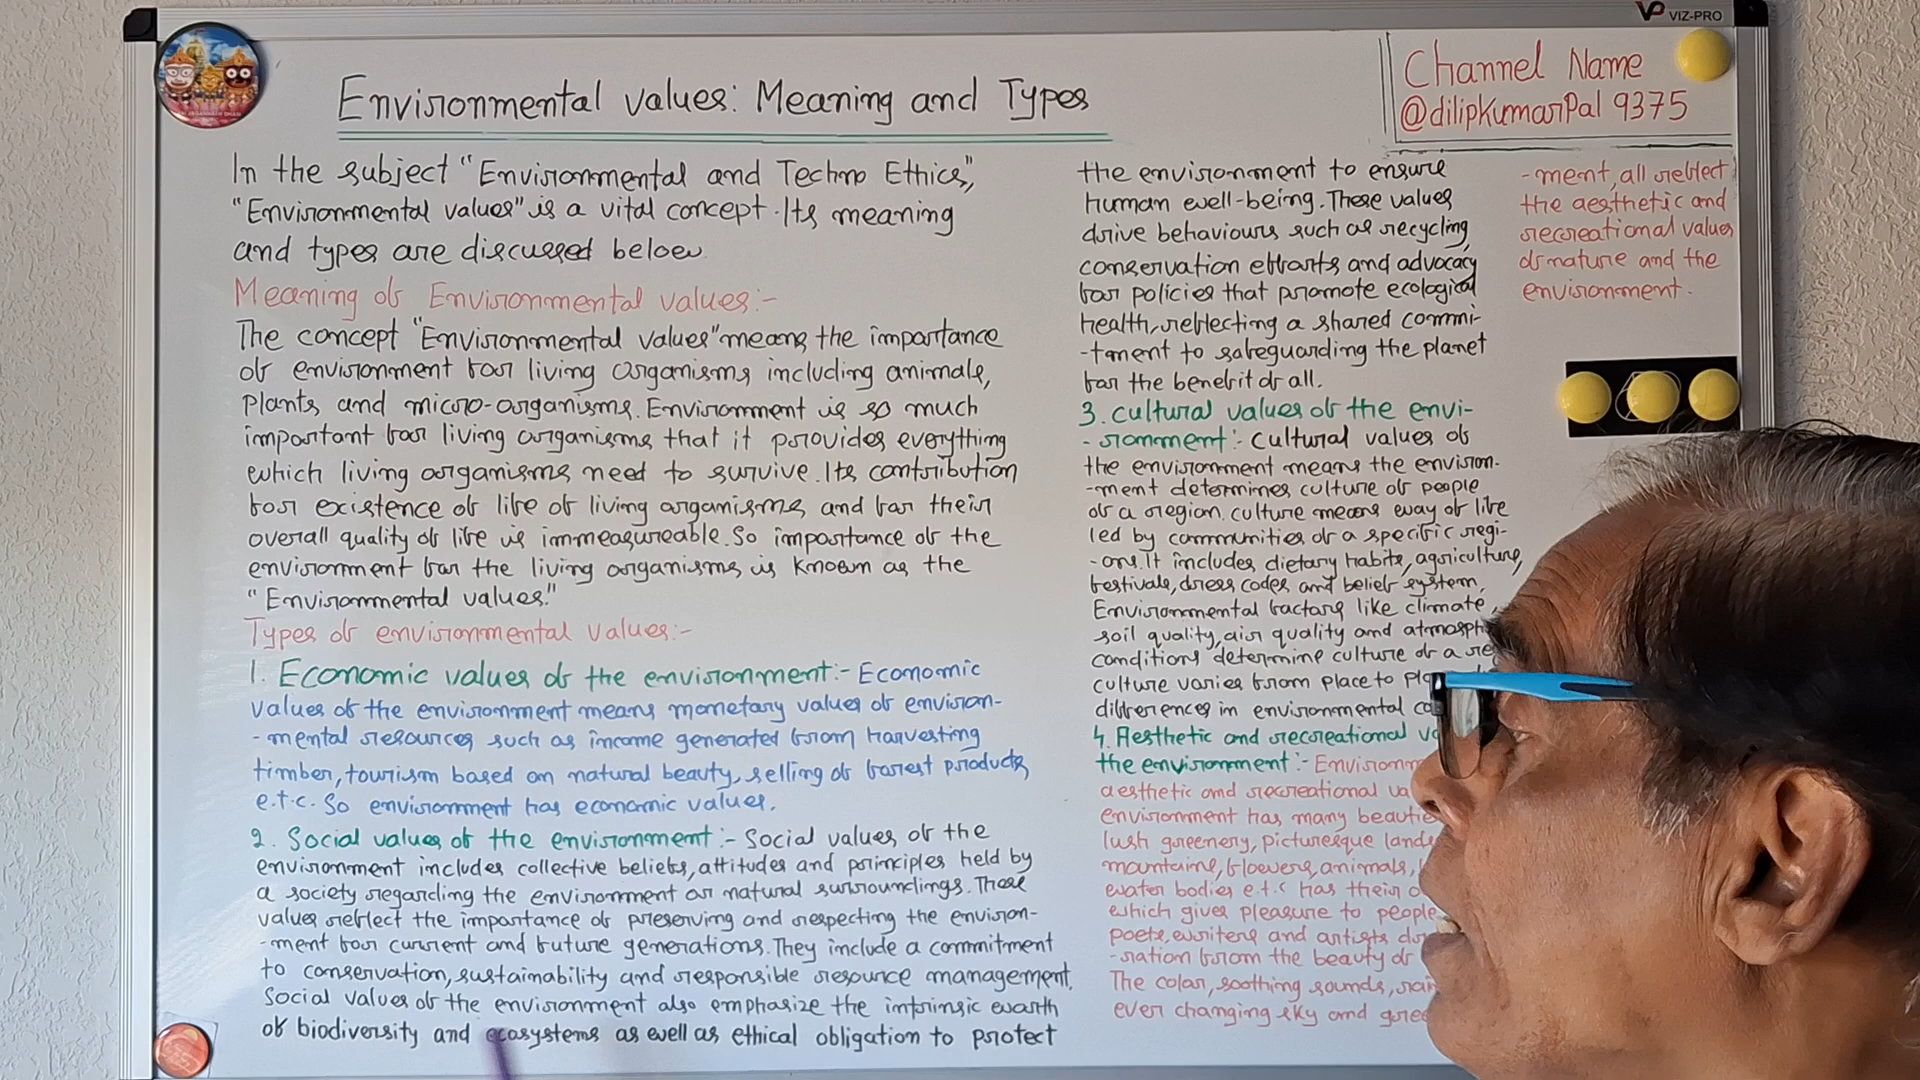 VIZ-PRO
Environmental values: Meaning and Types
Channel Name
@dilipkumarpal 9375
In the subject "Environmental and Techno Ethics,"
"Environmental values" is a vital concept. Its meaning
and types are discussed below.
Meaning of Environmental values:-
The concept "Environmental values" means the importance
of environment for living organisms including animals,
plants and micro-organisms. Environment is so much
important for living organisms that it provides everything
which living organisms need to survive. Its contribution
for existence of life of living organisms and for their
overall quality of life is immeasureable. So importance of the
environment for the living organisms is known as the
"Environmental values."
Types of environmental values:-
1. Economic values of the environment:- Economic
values of the environment means monetary values of environ-
-mental resources such as income generated from harvesting
timber, tourism based on natural beauty, selling of forest products,
e.t.c. So environment has economic values.
2. Social values of the environment:- Social values of the
environment includes collective beliefs, attitudes and principles held by
a society regarding the environment or natural surroundings. These
values reflect the importance of preserving and respecting the environ-
-ment for current and future generations. They include a commitment
to conservation, sustainability and responsible resource management.
Social values of the environment also emphasize the intrinsic worth
of biodiversity and ecosystems as well as ethical obligation to protect
the environment to ensure
human well-being. These values
drive behaviours such as recycling,
conservation efforts and advocacy
for policies that promote ecological
health, reflecting a shared commi-
-tment to safeguarding the planet
for the benefit of all.
3. Cultural values of the envi-
-ronment:- Cultural values of
the environment means the environ-
-ment determines culture of people
of a region. Culture means way of life
led by communities of a specific regi-
-ons. It includes dietary habits, agriculture,
festivals, dress codes and belief system.
Environmental factors like climate,
soil quality, air quality and
conditions determine culture of a
culture varies from place to
differences in environmental
4. Aesthetic and recreational
the environment:-
aesthetic and recreational
environment has many
lush greenery, picturesque
mountains, flowers, animals,
water bodies e.t.c has their
which gives pleasure to people
poets, writers and artists
-ration from the beauty of
The color, soothing sounds,
ever changing sky and
-ment, all reflect
the aesthetic and
recreational values
of nature and the
environment.